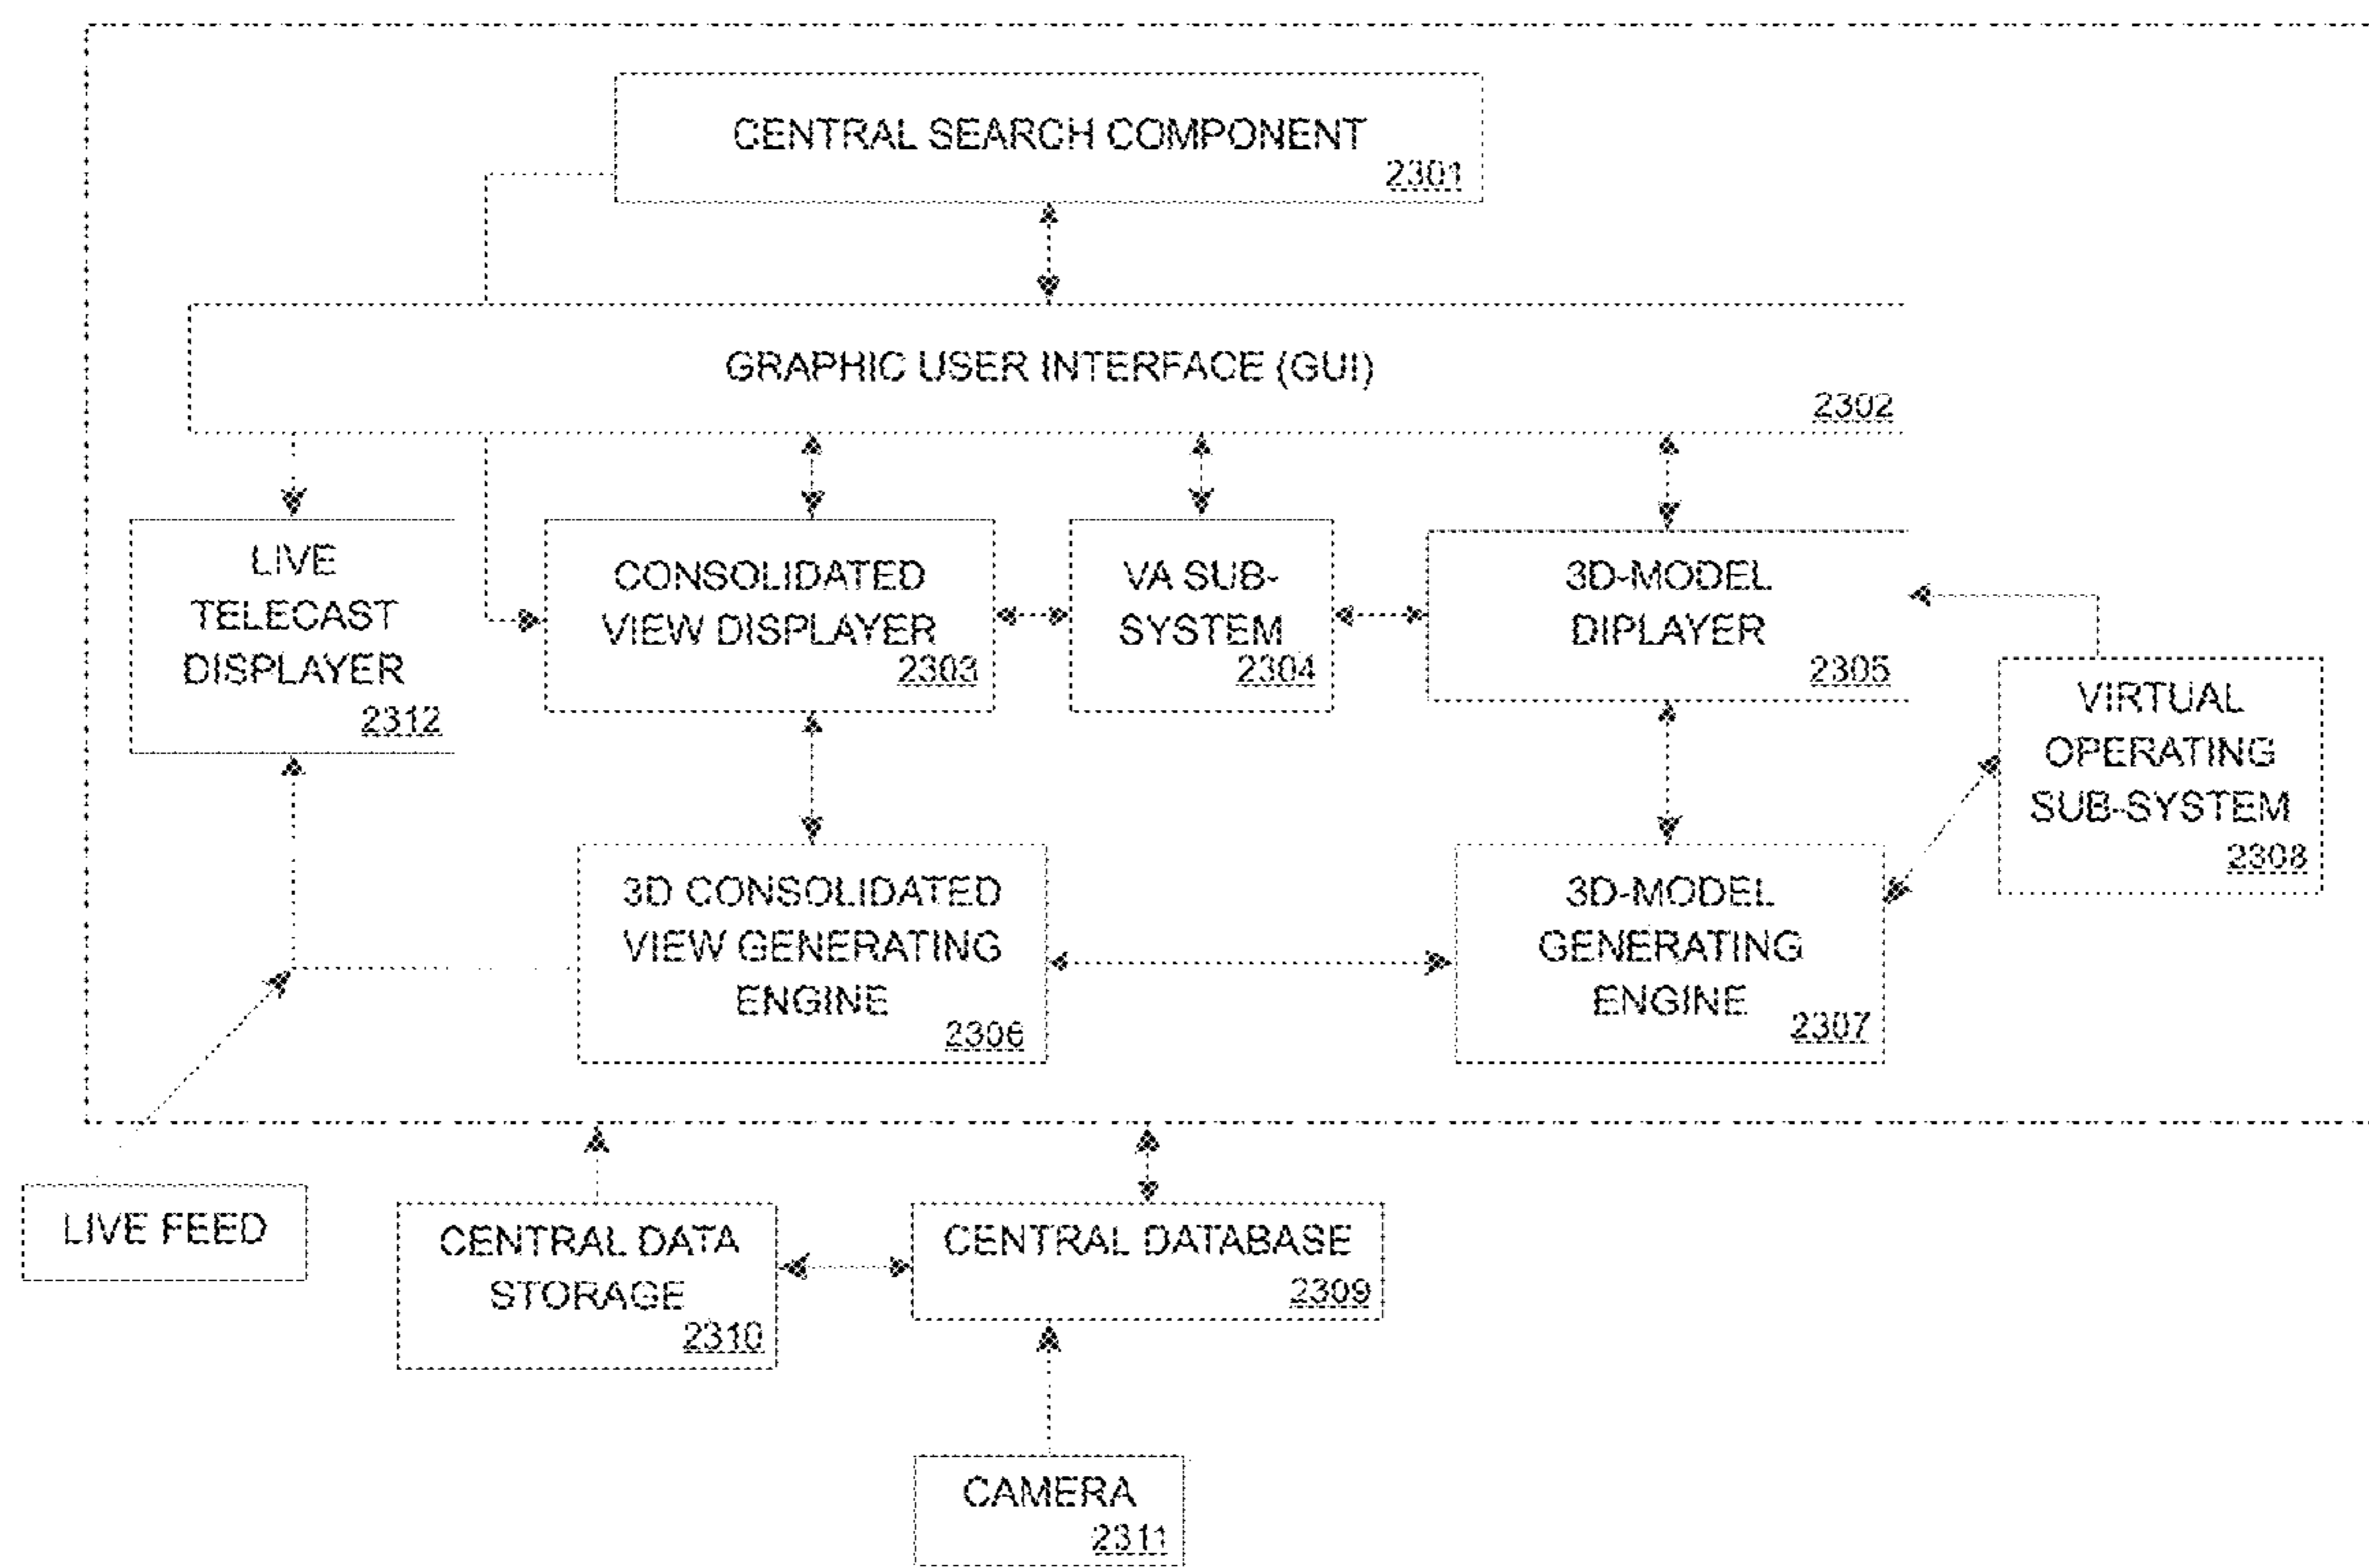 CENTRAL SEARCH COMPONENT
2301
GRAPHIC USER INTERFACE (GUI)
2302
LIVE
TELECAST
DISPLAYER
2312
CONSOLIDATED
VIEW DISPLAYER
2303
VA SUB-
SYSTEM
2304
3D-MODEL
DIPLAYER
2305
VIRTUAL
OPERATING
SUB-SYSTEM
2308
3D CONSOLIDATED
VIEW GENERATING
ENGINE
2306
3D-MODEL
GENERATING
ENGINE
2307
LIVE FEED
CENTRAL DATA
STORAGE
2310
CENTRAL DATABASE
2309
CAMERA
2311